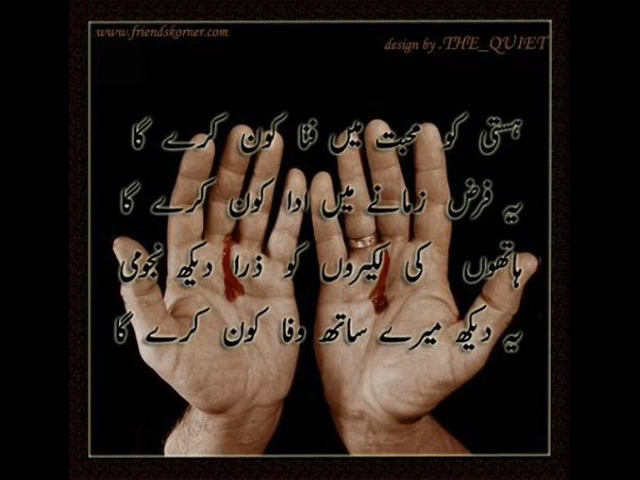 www.friendskorner.com
design by .THE_QUIET
ہستی کو محبت میں فنا کون کرے گا
یہ فرض زمانے میں ادا کون کرے گا
ہاتھوں کی لکیروں کو ذرا دیکھ نجومی
یہ دیکھ میرے ساتھ وفا کون کرے گا